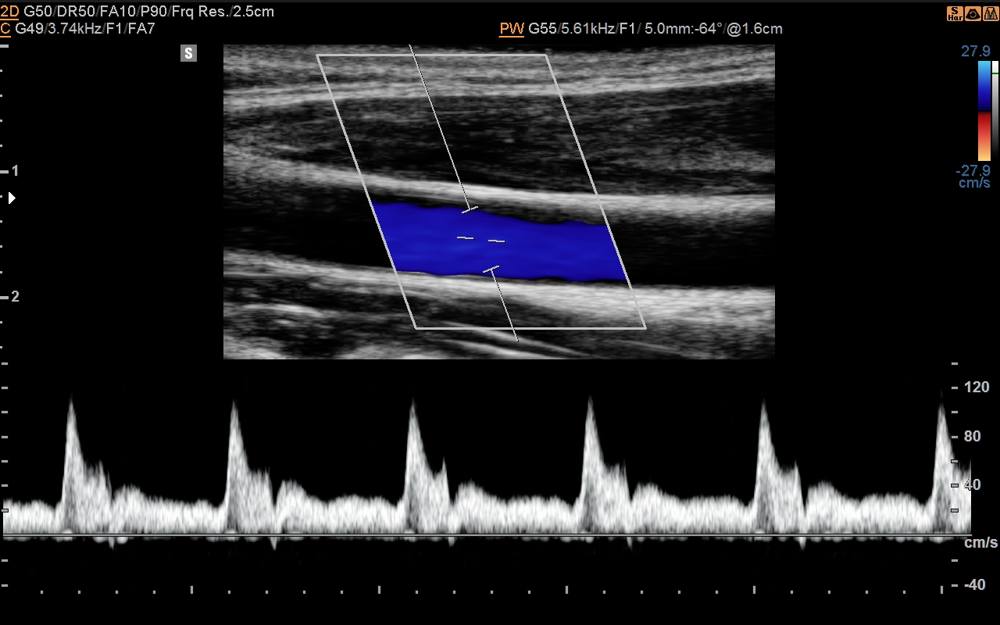 2D G50/DR50/FA10/P90/Frq Res./2.5cm
C G49/3.74kHz/F1/FA7
PW G55/5.61kHz/F1/ 5.0mm:-64°/@1.6cm
S
Har
S
27.9
-27.9
cm/s
1
2
120
80
40
cm/s
-40